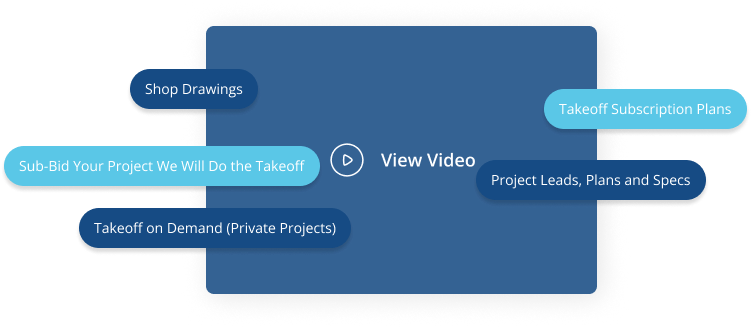 Shop Drawings
Takeoff Subscription Plans
Sub-Bid Your Project We Will Do the Takeoff
View Video
Project Leads, Plans and Specs
Takeoff on Demand (Private Projects)